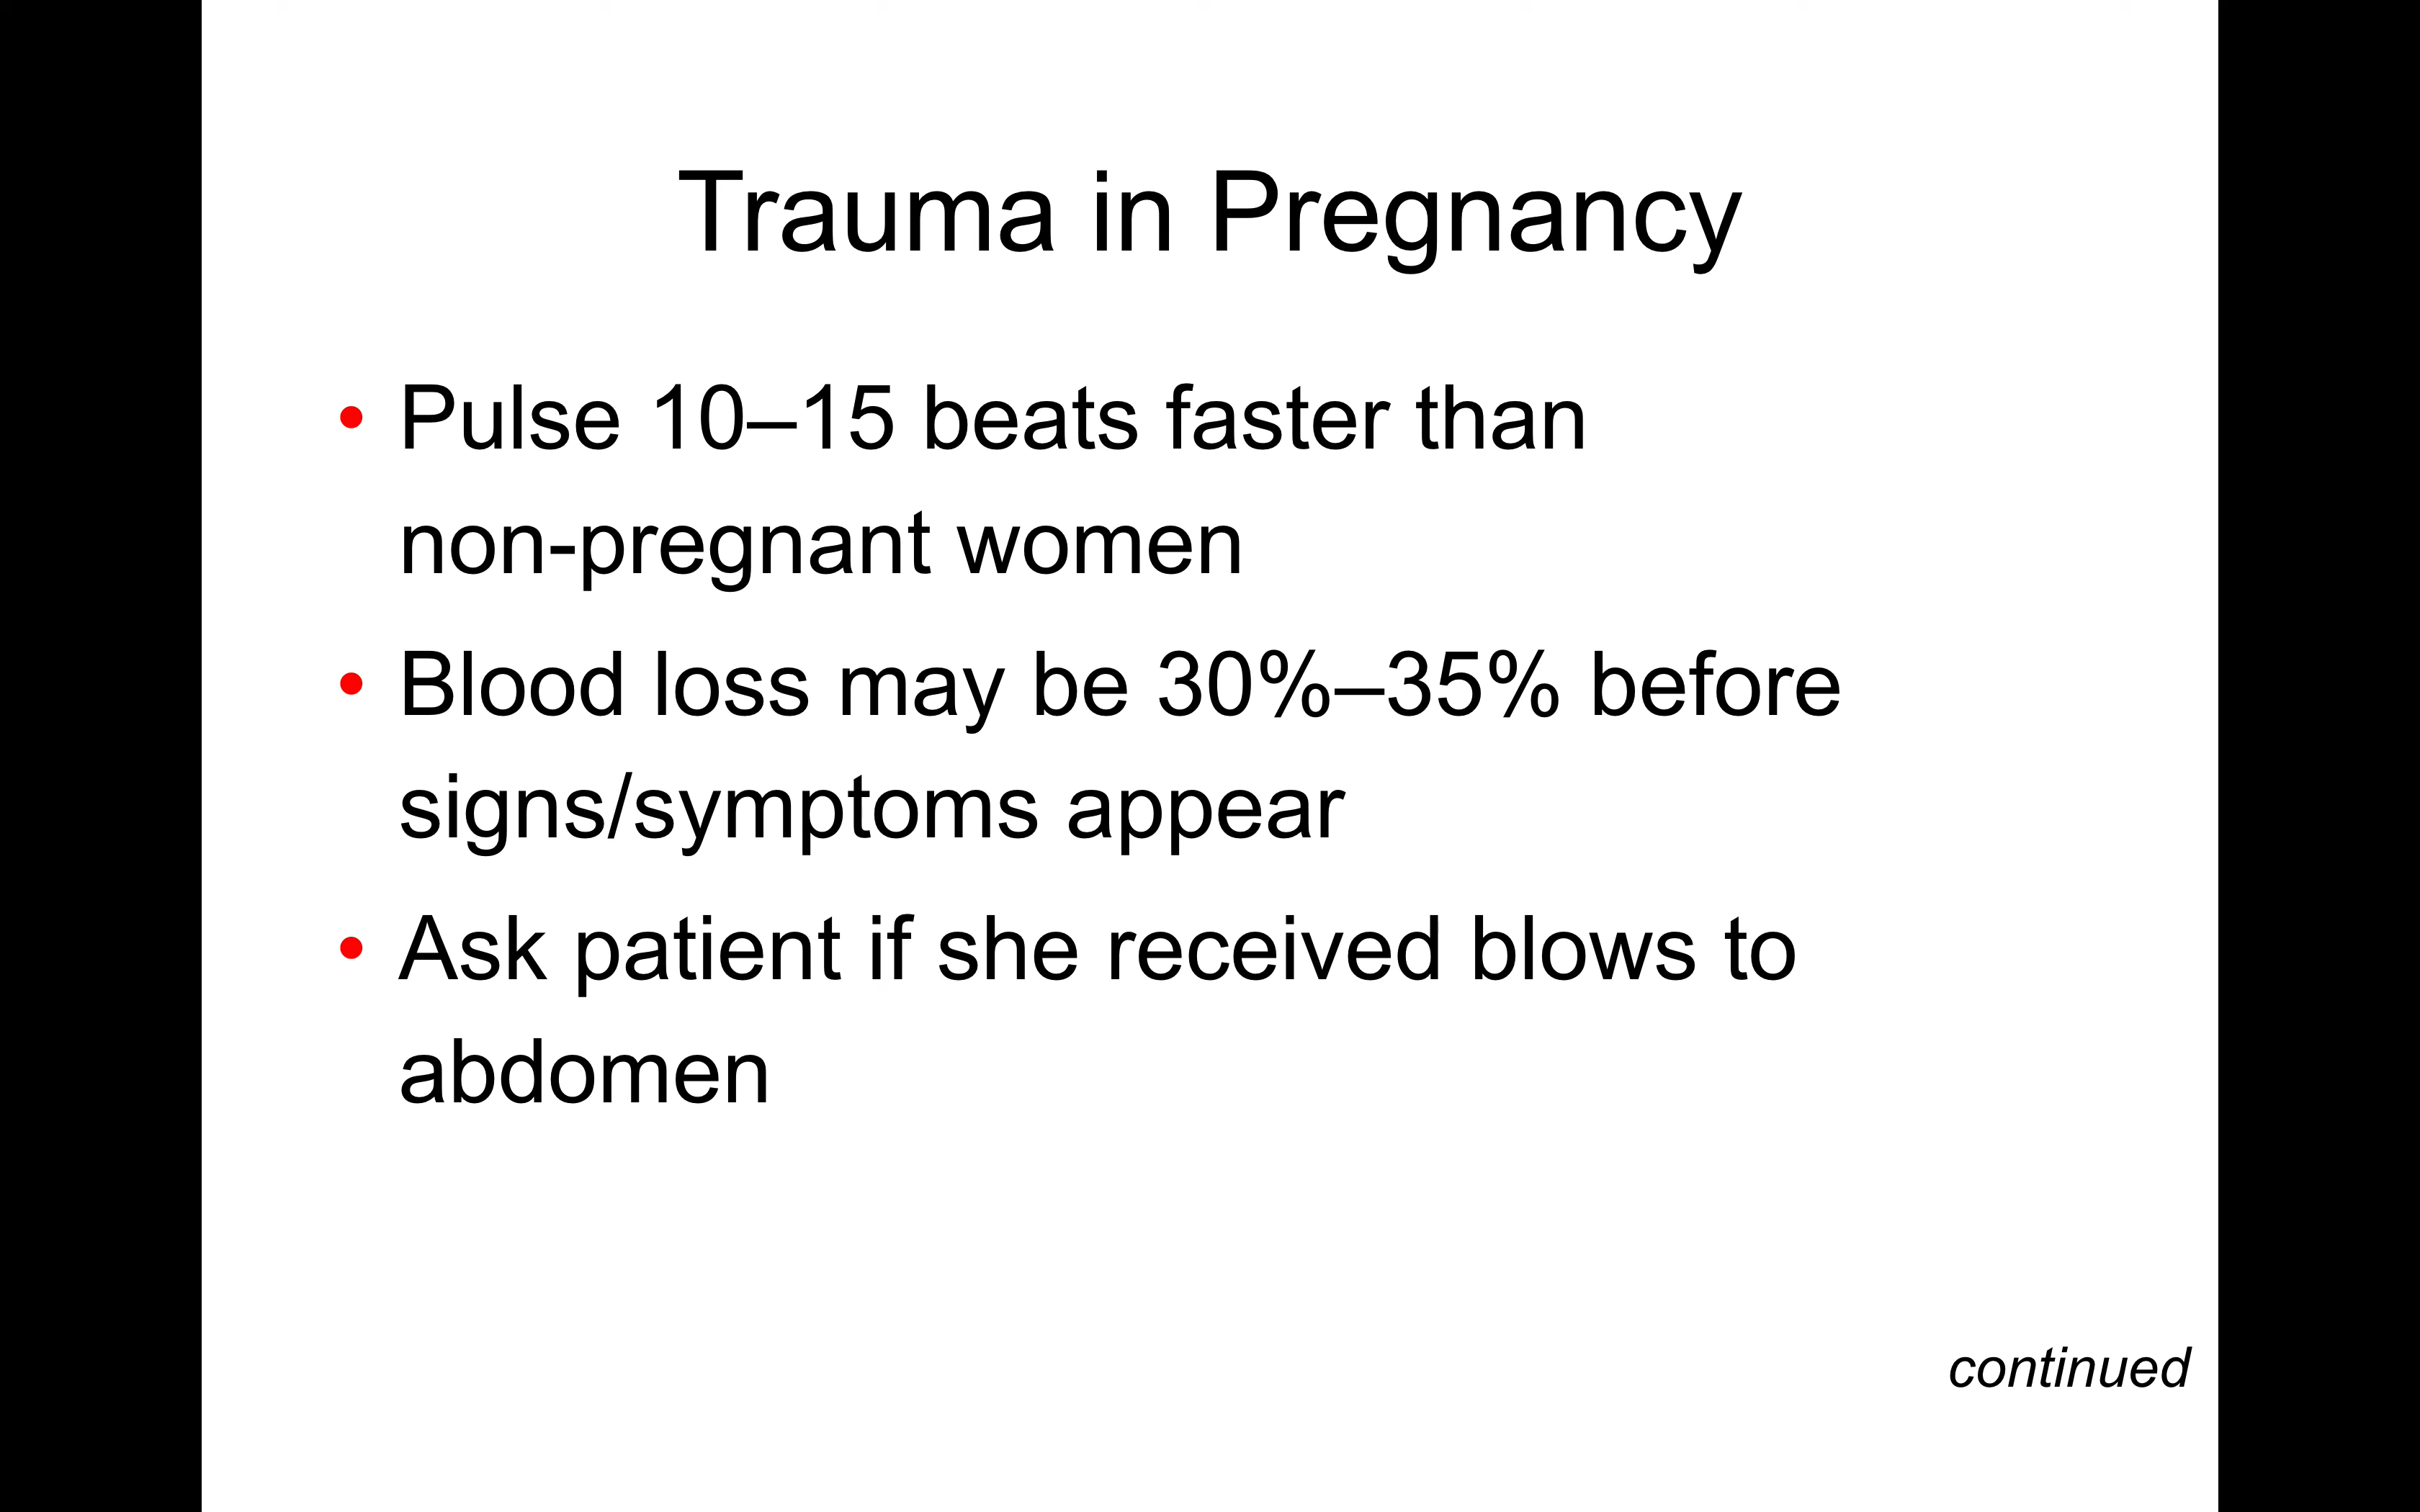 Trauma in Pregnancy
• Pulse 10–15 beats faster than
non-pregnant women
• Blood loss may be 30%–35% before
signs/symptoms appear
• Ask patient if she received blows to
abdomen
continued